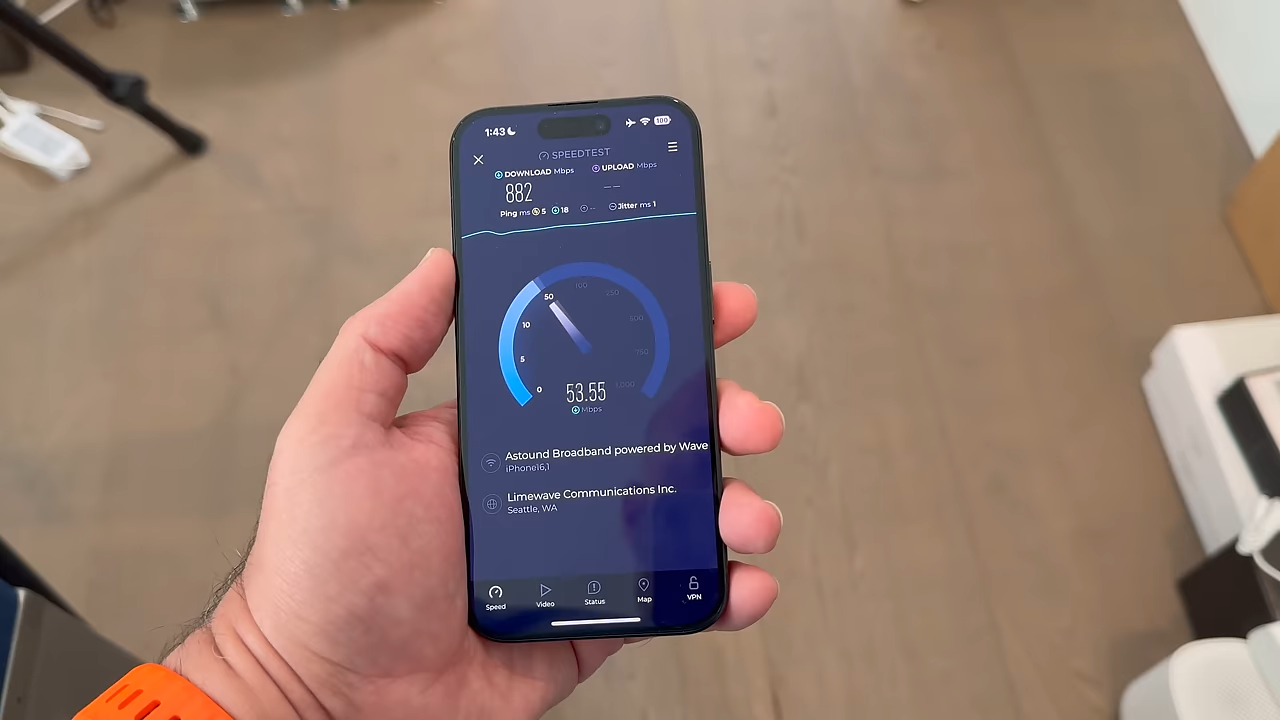 1:43 100
SPEEDTEST
DOWNLOAD Mbps UPLOAD Mbps
882 --
Ping ms 5 18 -- Jitter ms 1
100
50 250
10 500
5 750
0 1,000
53.55
Mbps
Astound Broadband powered by Wave
iPhone16,1
Limewave Communications Inc.
Seattle, WA
Speed Video Status Map VPN